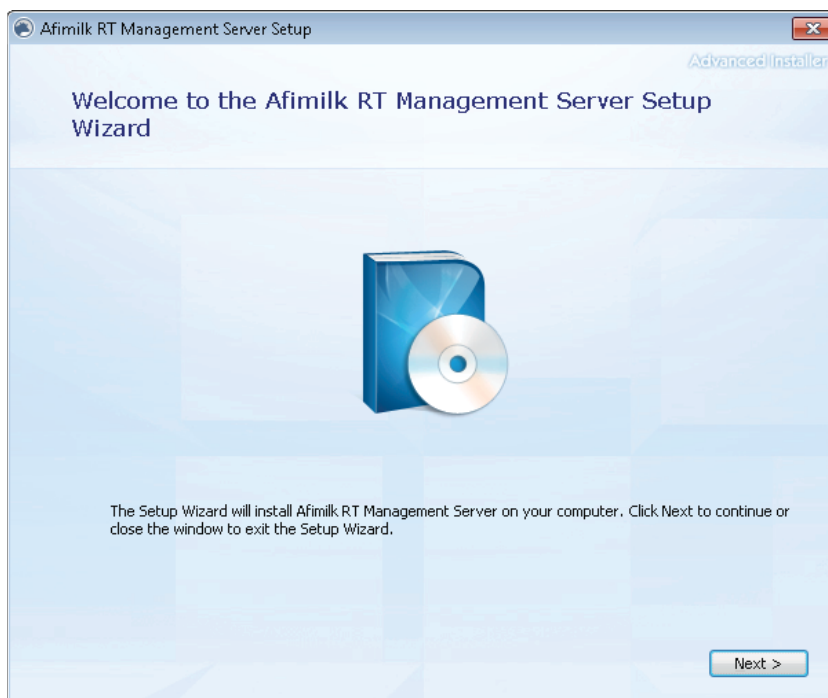 Afimilk RT Management Server Setup
Advanced Installer
Welcome to the Afimilk RT Management Server Setup
Wizard
The Setup Wizard will install Afimilk RT Management Server on your computer. Click Next to continue or
close the window to exit the Setup Wizard.
Next >